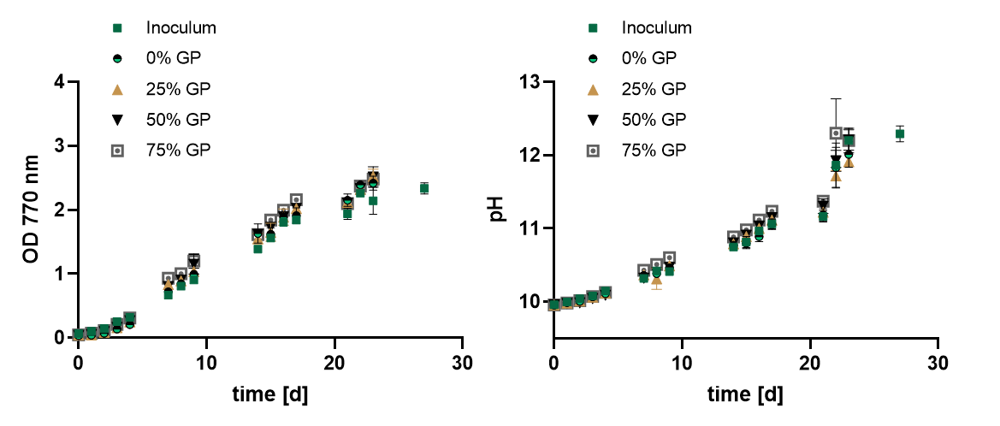 Inoculum
0% GP
25% GP
50% GP
75% GP
4
3
2
1
0
OD 770 nm
0 10 20 30
time [d]
Inoculum
0% GP
25% GP
50% GP
75% GP
13
12
11
10
pH
0 10 20 30
time [d]